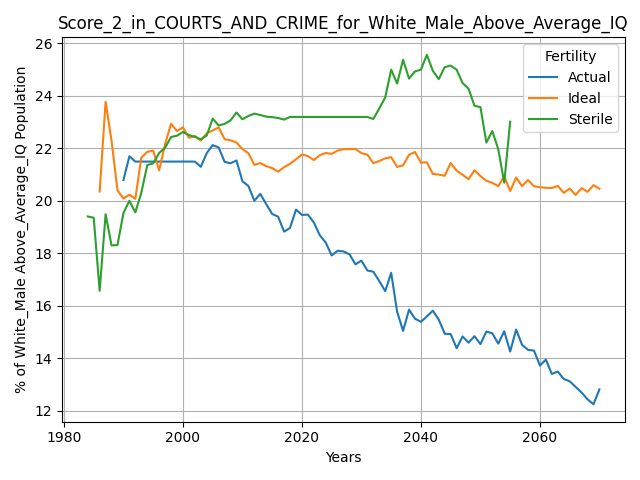 Score_2_in_COURTS_AND_CRIME_for_White_Male_Above_Average_IQ
% of White_Male Above_Average_IQ Population
26
24
22
20
18
16
14
12
Fertility
Actual
Ideal
Sterile
1980
2000
2020
2040
2060
Years